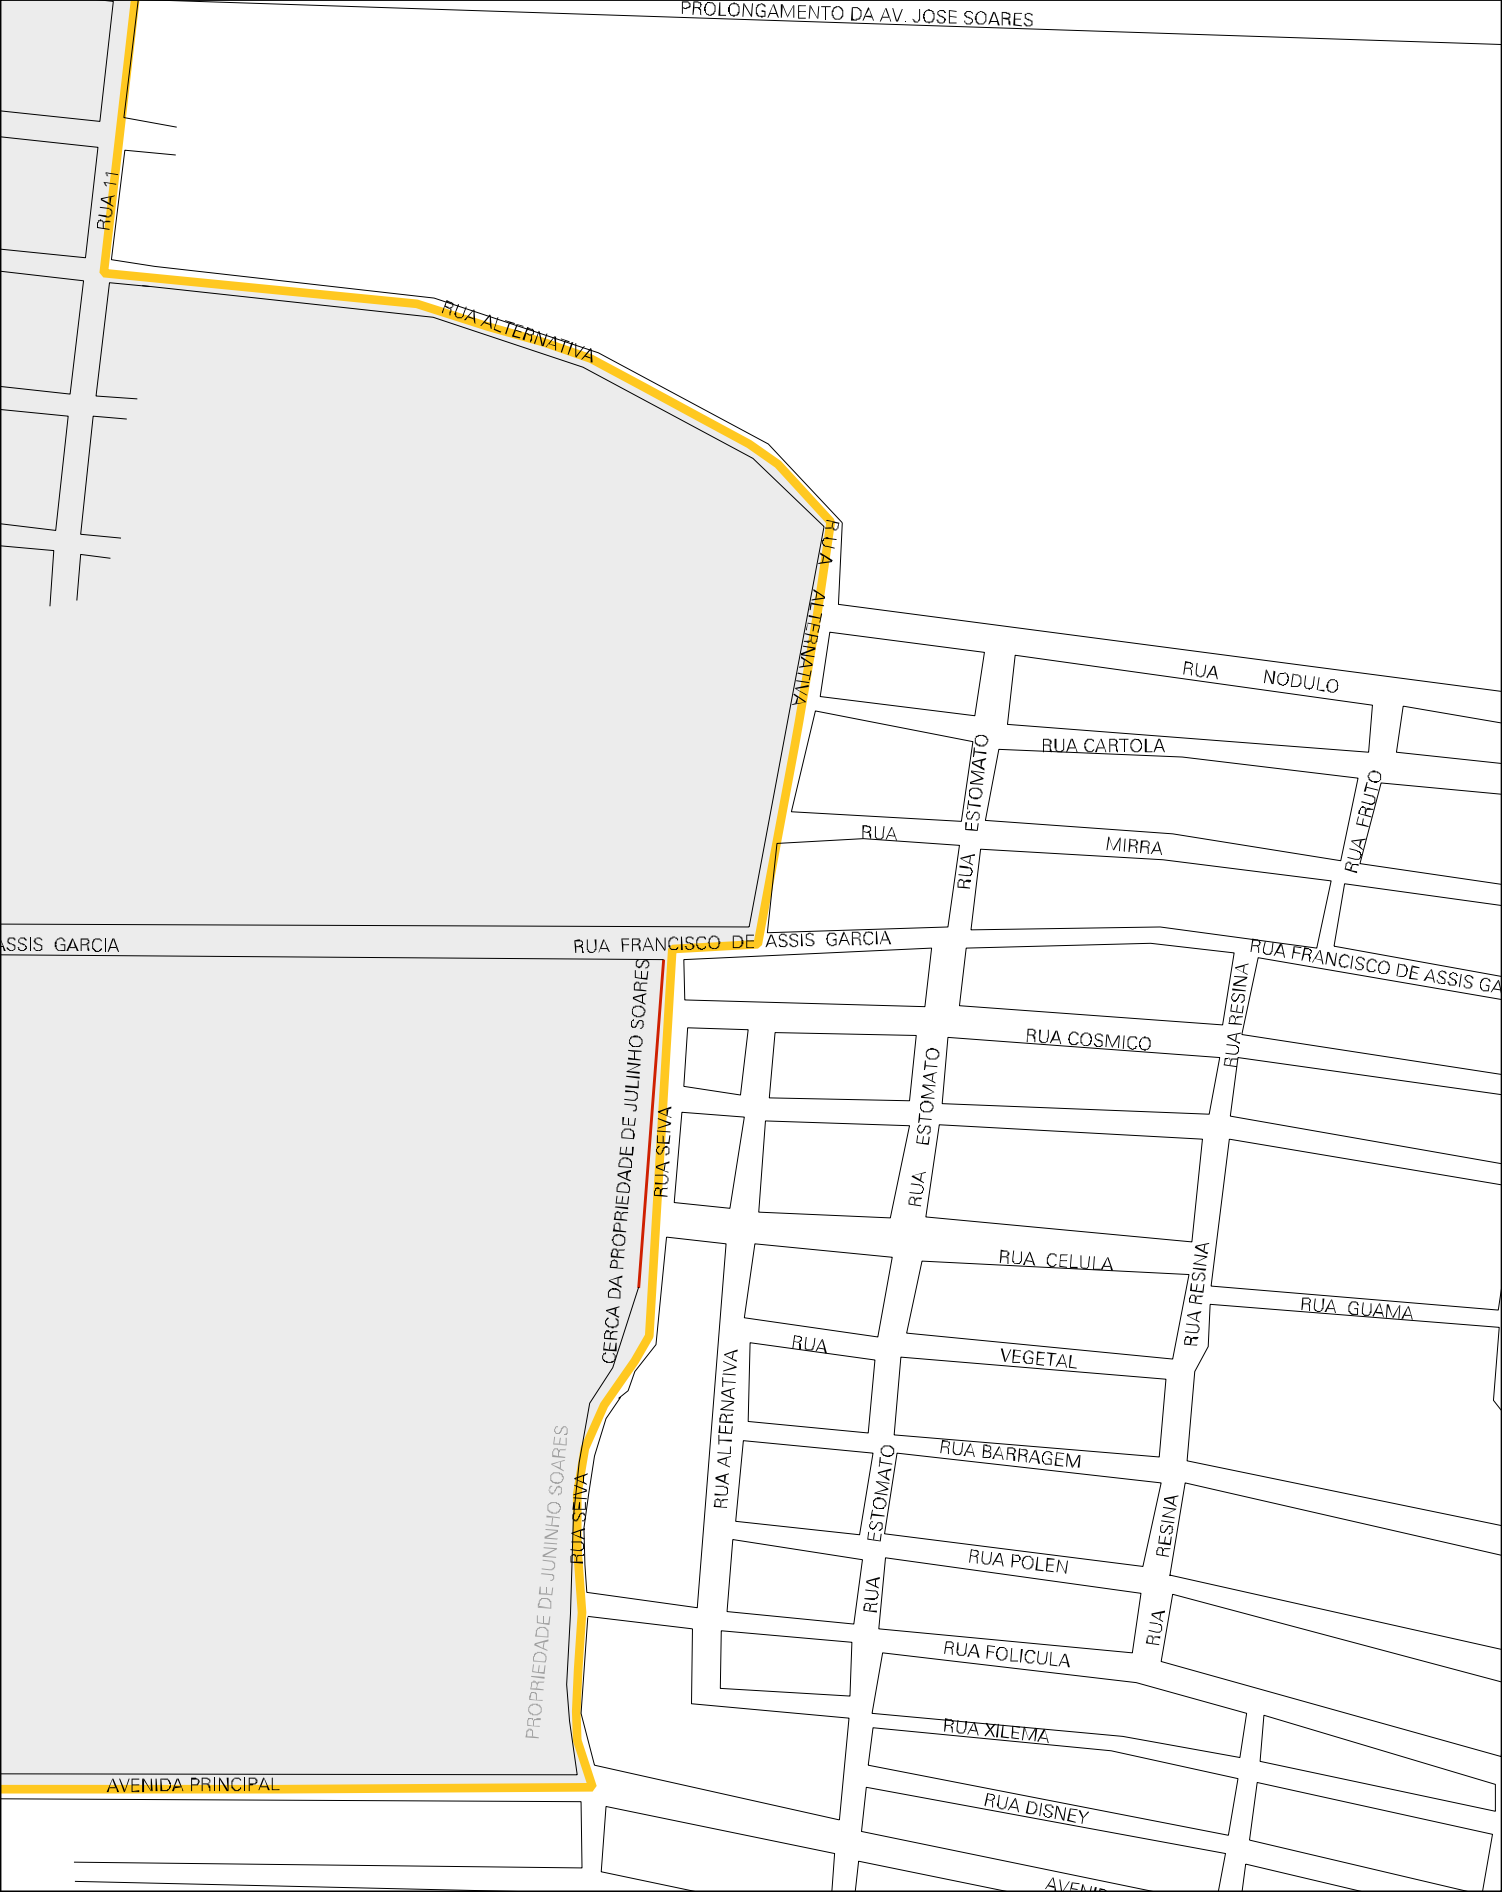 PROLONGAMENTO DA AV. JOSE SOARES
RUA 11
RUA ALTERNATIVA
RUA ALTERNATIVA
RUA NODULO
RUA CARTOLA
RUA ESTOMATO
RUA FRUTO
RUA MIRRA
ASSIS GARCIA
RUA FRANCISCO DE ASSIS GARCIA
RUA FRANCISCO DE ASSIS GA
CERCA DA PROPRIEDADE DE JULINHO SOARES
RUA SEIVA
RUA COSMICO
RUA RESINA
RUA ESTOMATO
RUA CELULA
RUA RESINA
RUA GUAMA
RUA VEGETAL
RUA ALTERNATIVA
PROPRIEDADE DE JUNINHO SOARES
RUA SEIVA
RUA BARRAGEM
RUA ESTOMATO
RUA RESINA
RUA POLEN
RUA FOLICULA
RUA XILEMA
AVENIDA PRINCIPAL
RUA DISNEY